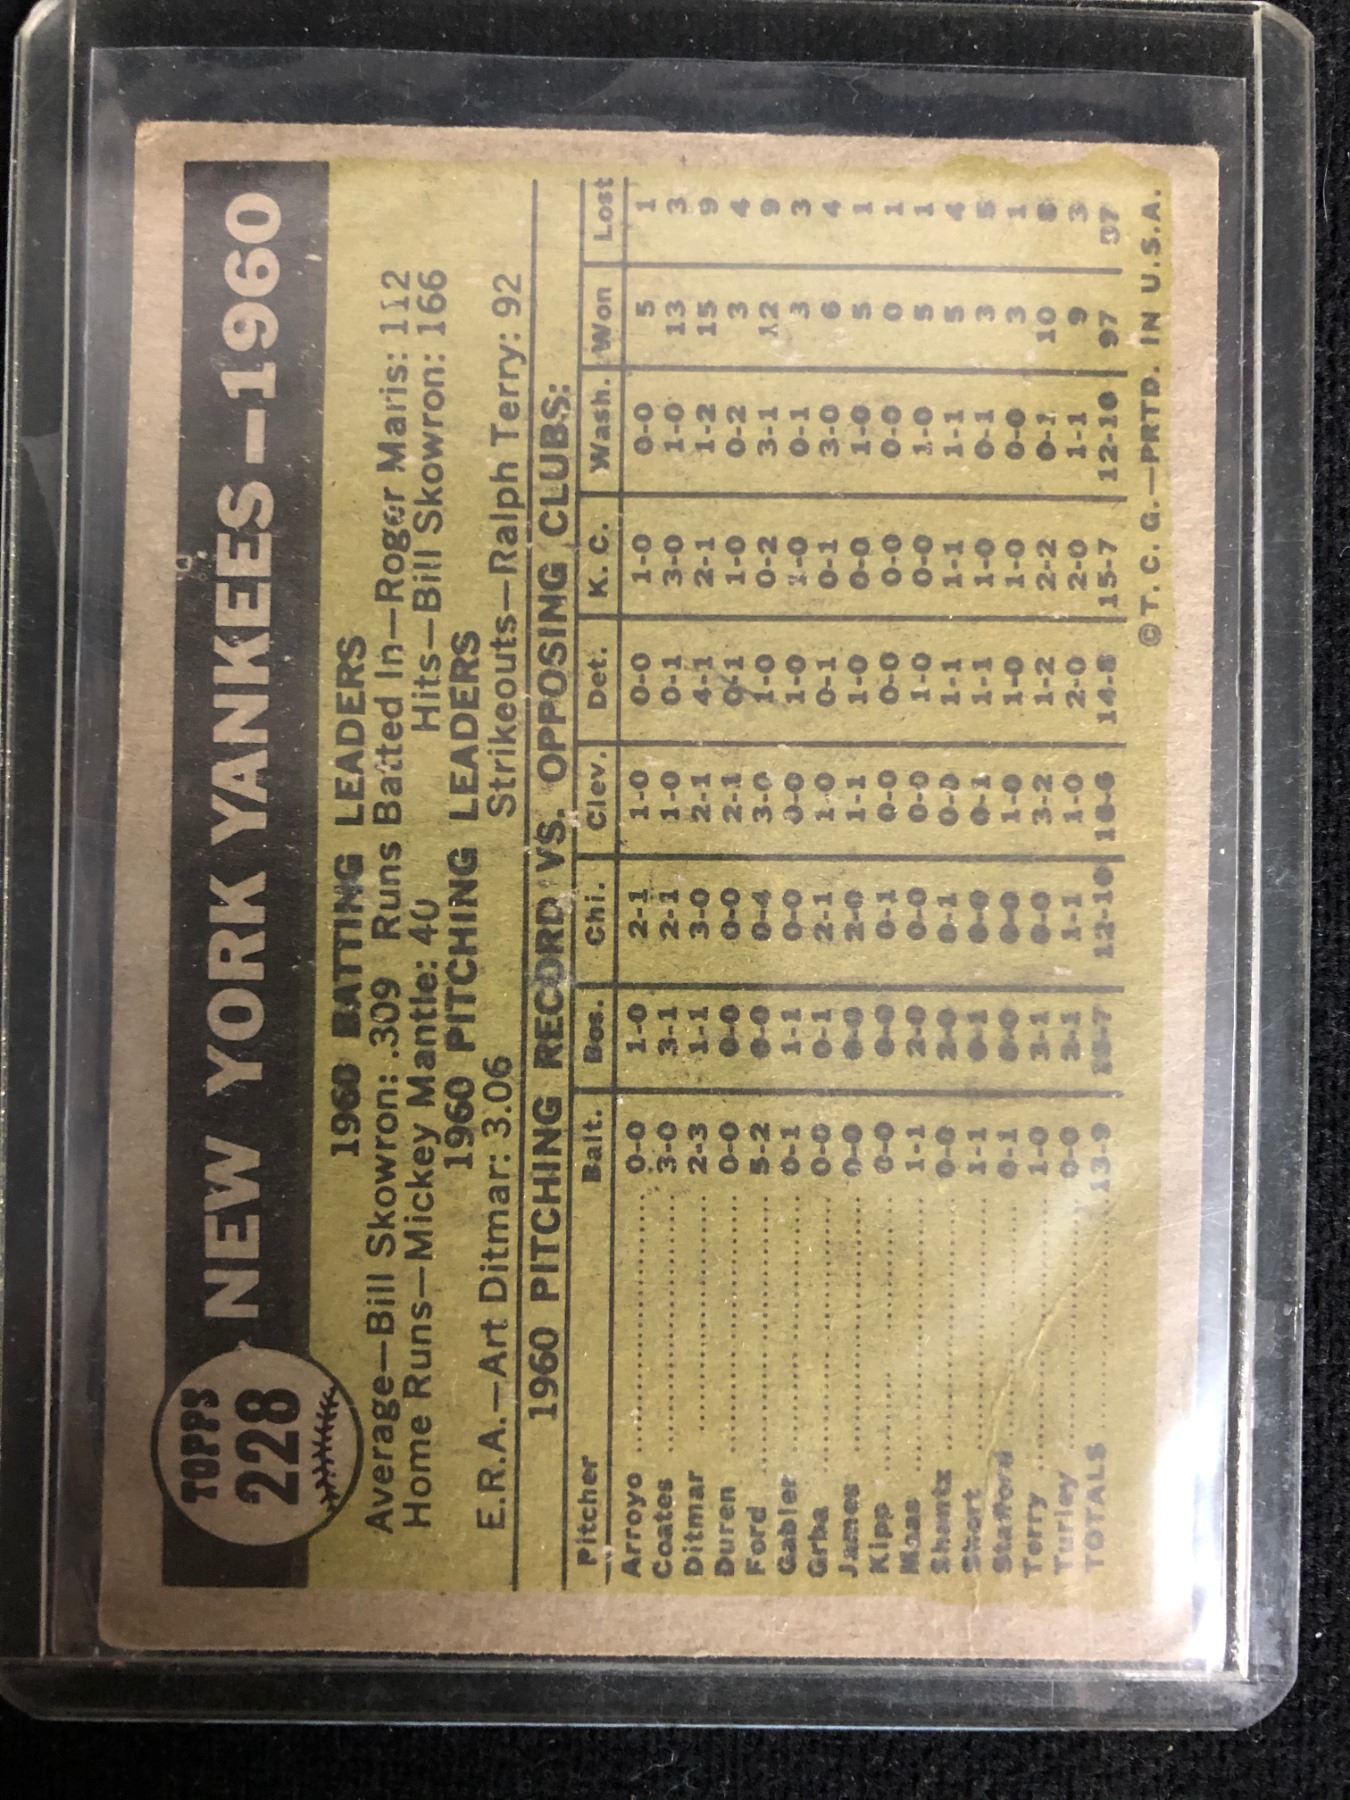 TOPPS
228
NEW YORK YANKEES—1960
1960 BATTING LEADERS
Average—Bill Skowron: .309 Runs Batted In—Roger Maris: 112
Home Runs—Mickey Mantle: 40 Hits—Bill Skowron: 166
1960 PITCHING LEADERS
E.R.A.—Art Ditmar: 3.06 Strikeouts—Ralph Terry: 92
1960 PITCHING RECORD VS. OPPOSING CLUBS:
Pitcher Balt. Bos. Chi. Clev. Det. K. C. Wash. Won Lost
Arroyo 0-0 1-0 2-1 1-0 0-0 1-0 0-0 5 1
Coates 3-0 3-1 2-1 1-0 0-1 3-0 1-0 13 3
Ditmar 2-3 1-1 3-0 2-1 4-1 2-1 1-2 15 9
Duren 0-0 0-0 0-0 2-1 0-1 1-0 0-2 3 4
Ford 5-2 0-0 0-4 3-0 1-0 0-2 3-1 12 9
Gabler 0-1 1-1 0-0 0-0 1-0 1-0 0-1 3 3
Grba 0-0 0-1 2-1 1-0 0-1 0-1 3-0 6 4
James 0-0 0-0 2-0 1-1 1-0 0-0 1-0 5 1
Kipp 0-0 0-0 0-1 0-0 0-0 0-0 0-0 0 1
Maas 1-1 2-0 0-0 0-0 1-0 0-0 1-0 5 1
Shantz 0-0 2-0 0-1 0-0 1-1 1-1 1-1 5 4
Short 1-1 0-1 0-0 0-1 1-1 1-0 0-1 3 5
Stafford 0-1 0-0 0-0 1-0 1-0 1-0 0-0 3 1
Terry 1-0 3-1 0-0 3-2 1-2 2-2 0-1 10 8
Turley 0-0 2-1 1-1 1-0 2-0 2-0 1-1 9 3
TOTALS 13-9 15-7 12-10 16-6 14-8 15-7 12-10 97 57
©T. C. G.—PRTD. IN U.S.A.